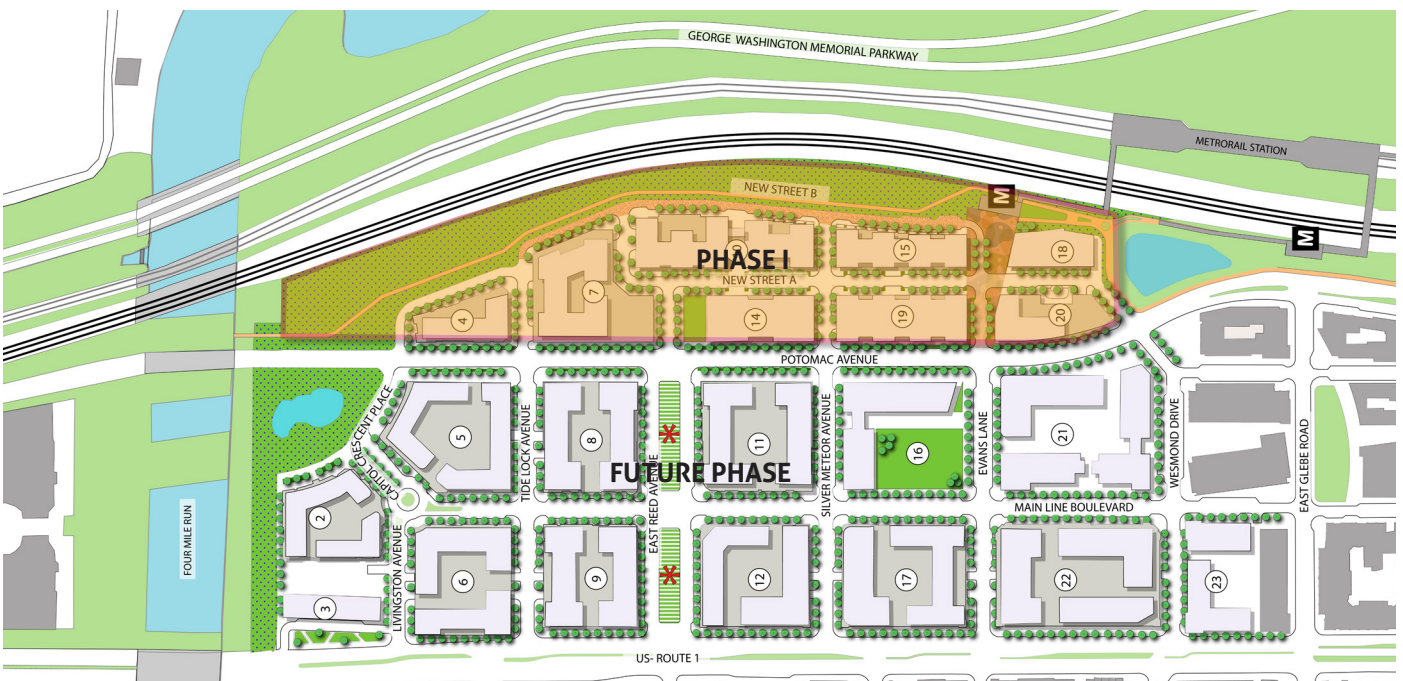 GEORGE WASHINGTON MEMORIAL PARKWAY
METRORAIL STATION
NEW STREET B
M
M
10
15
18
PHASE I
NEW STREET A
7
4
14
19
20
POTOMAC AVENUE
CAPITOL CRESCENT PLACE
TIDE LOCK AVENUE
SILVER METEOR AVENUE
EVANS LANE
WESMOND DRIVE
EAST GLEBE ROAD
5
8
11
16
21
FUTURE PHASE
EAST REED AVENUE
MAIN LINE BOULEVARD
2
FOUR MILE RUN
LIVINGSTON AVENUE
3
6
9
12
17
22
23
US- ROUTE 1